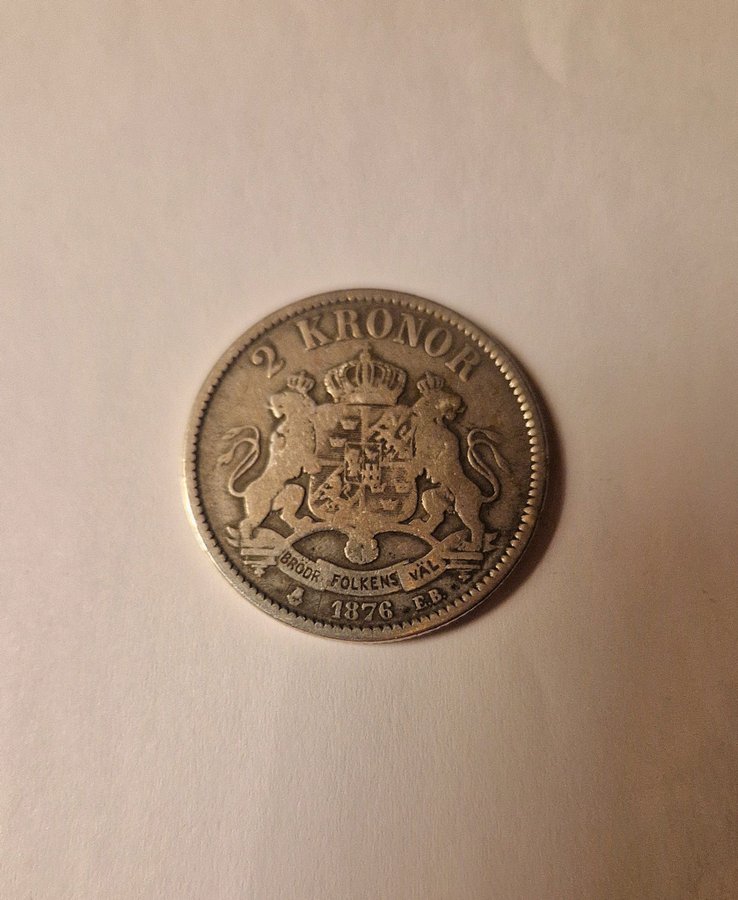 2 KRONOR
BRÖDR. FOLKENS VÄL
1876 E.B.